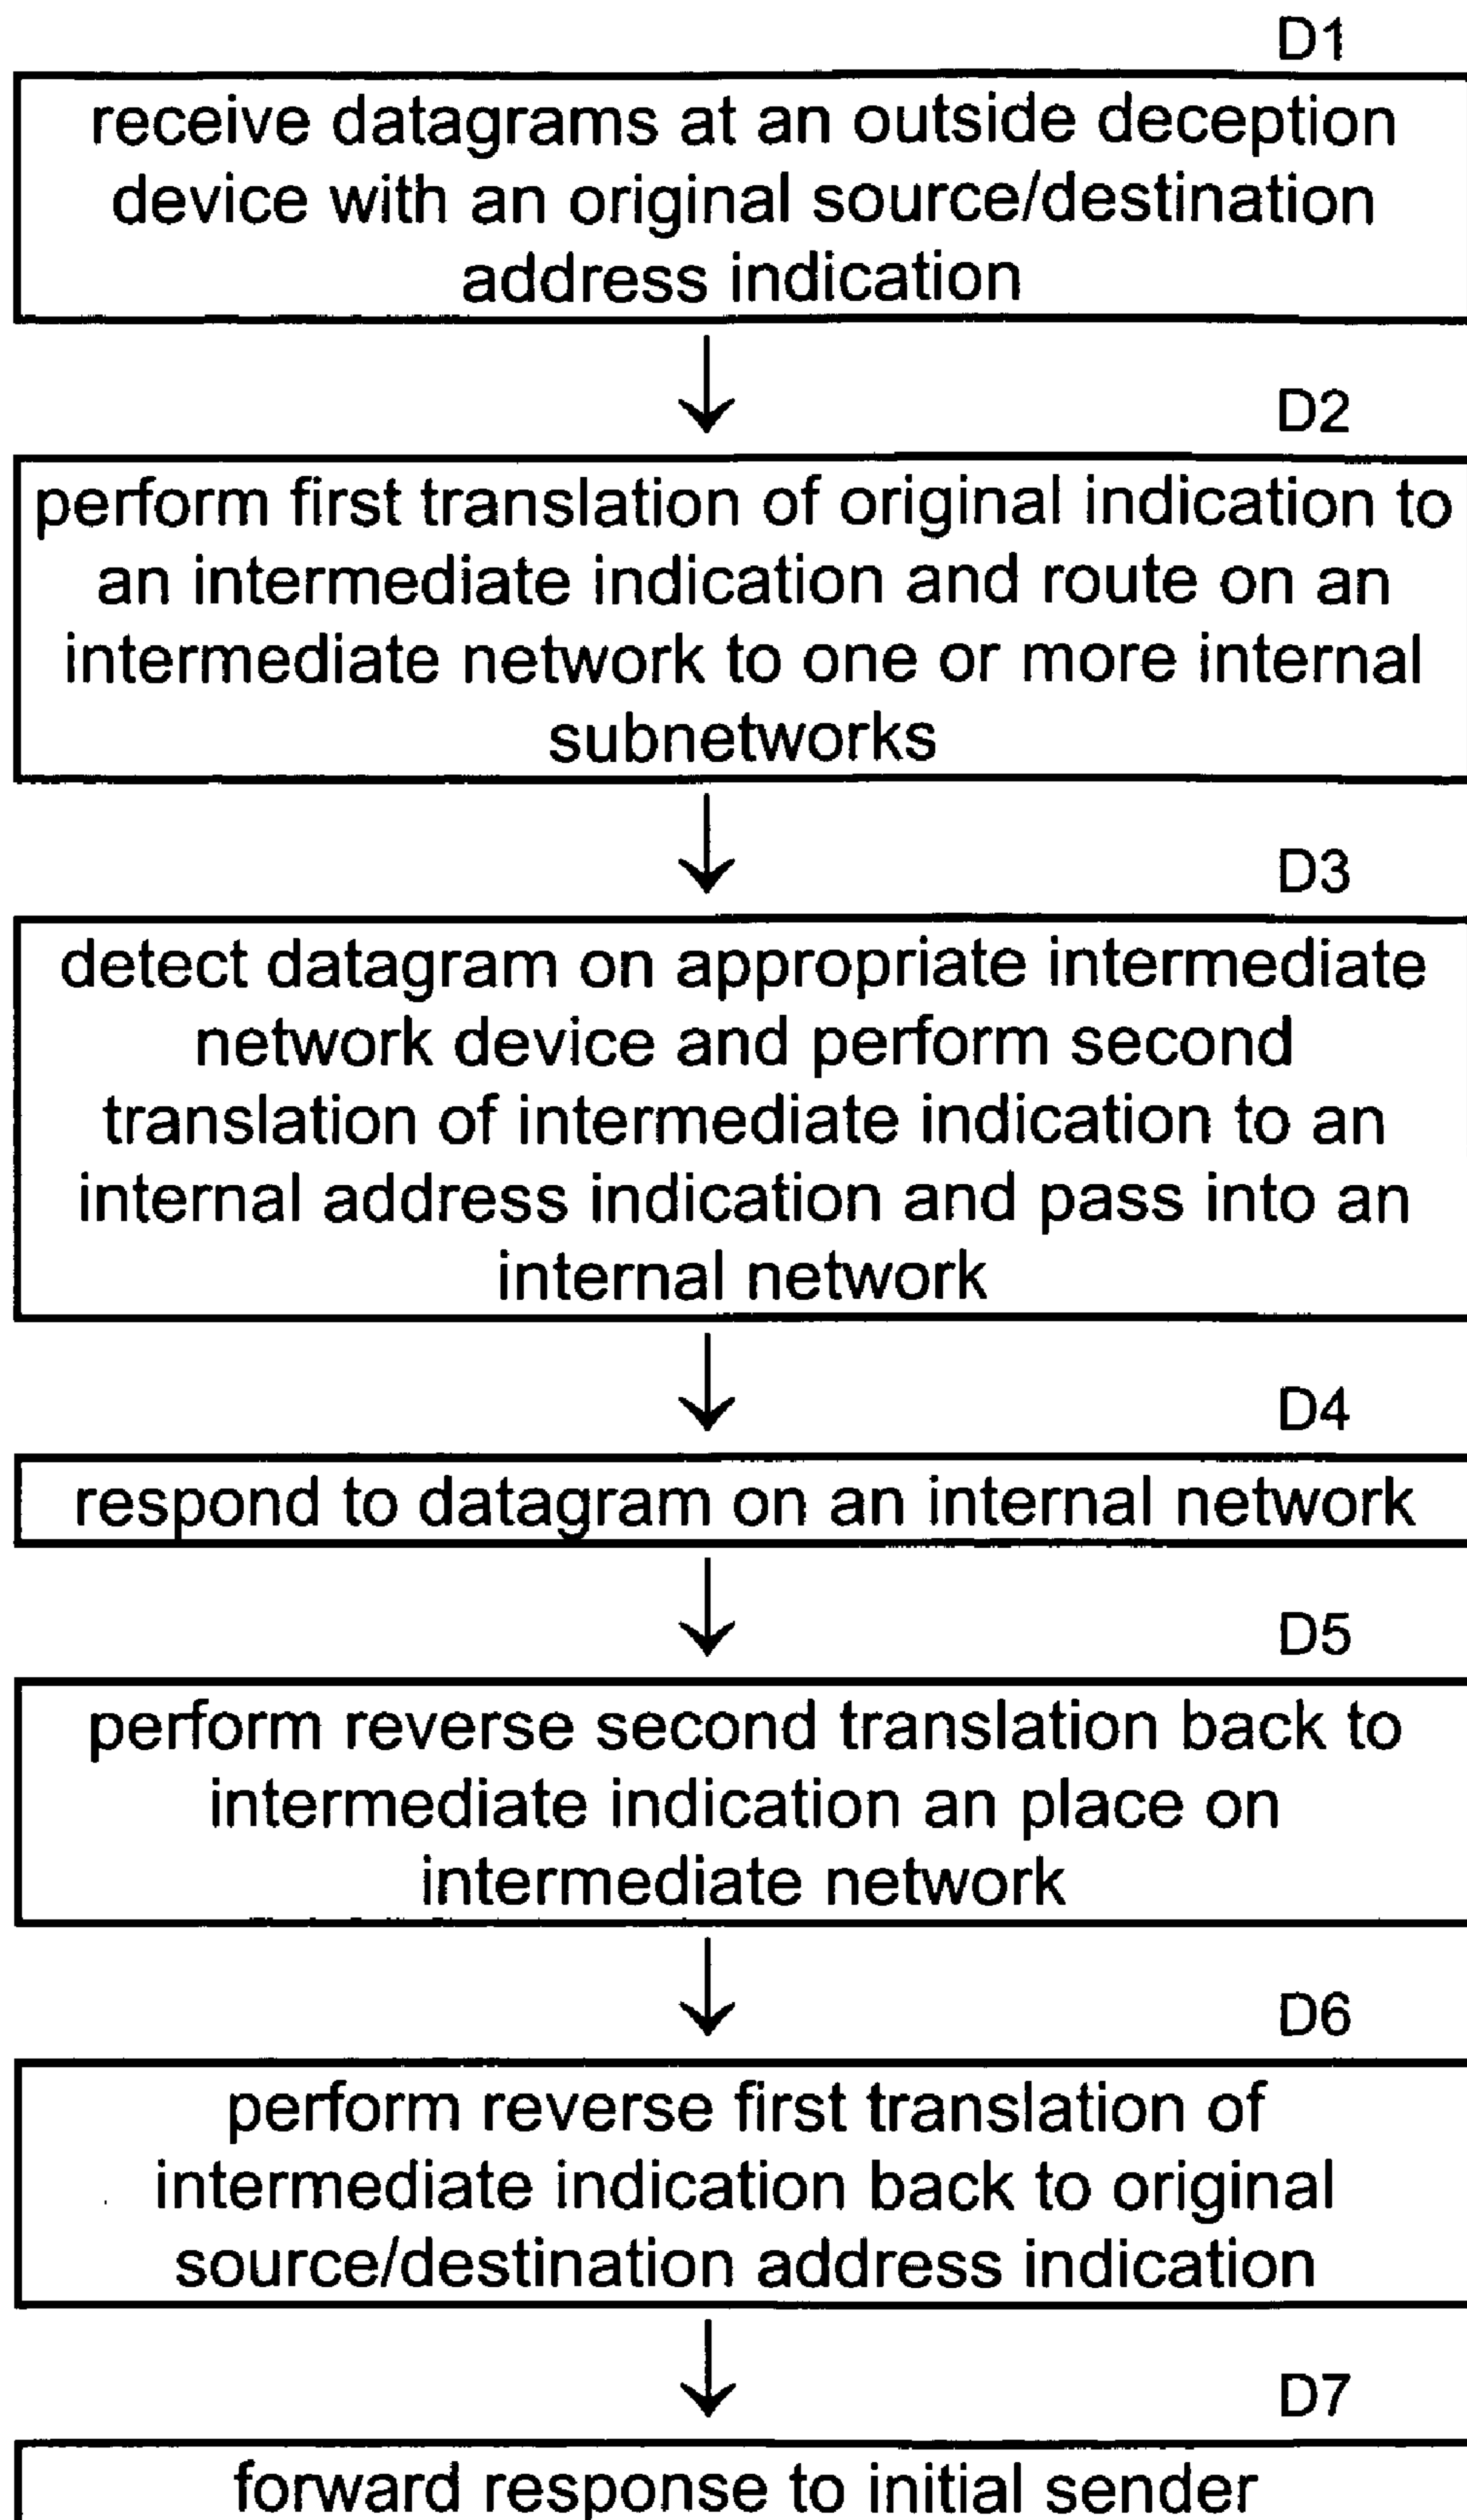 D1
receive datagrams at an outside deception
device with an original source/destination
address indication
D2
perform first translation of original indication to
an intermediate indication and route on an
intermediate network to one or more internal
subnetworks
D3
detect datagram on appropriate intermediate
network device and perform second
translation of intermediate indication to an
internal address indication and pass into an
internal network
D4
respond to datagram on an internal network
D5
perform reverse second translation back to
intermediate indication an place on
intermediate network
D6
perform reverse first translation of
intermediate indication back to original
source/destination address indication
D7
forward response to initial sender